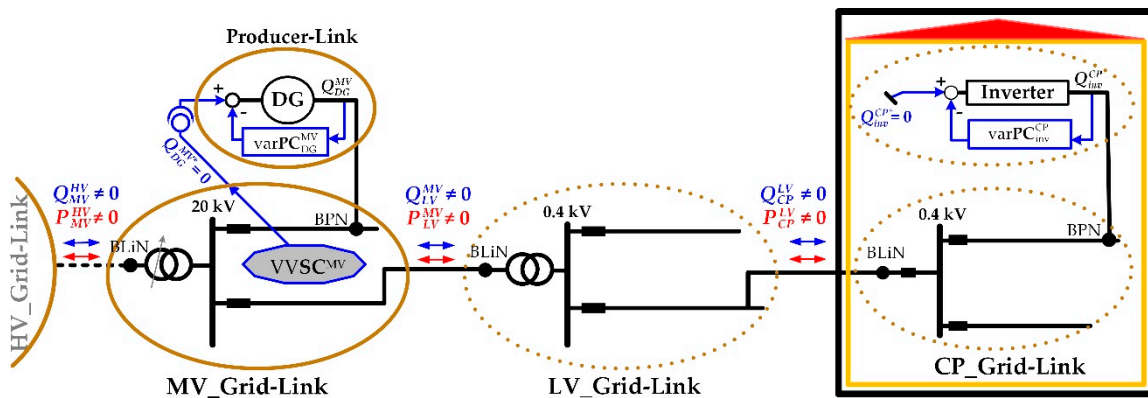 Producer-Link
+
-
DG
Q_DG^MV
varPC_DG^MV
Q_DG^MV*=0
HV_Grid-Link
Q_MV^HV ≠ 0
P_MV^HV ≠ 0
BLiN
20 kV
BPN
VVSC^MV
MV_Grid-Link
Q_LV^MV ≠ 0
P_LV^MV ≠ 0
BLiN
0.4 kV
LV_Grid-Link
Q_CP^LV ≠ 0
P_CP^LV ≠ 0
+
-
Inverter
Q_inv^CP
Q_inv^CP*=0
varPC_inv^CP
BLiN
0.4 kV
BPN
CP_Grid-Link